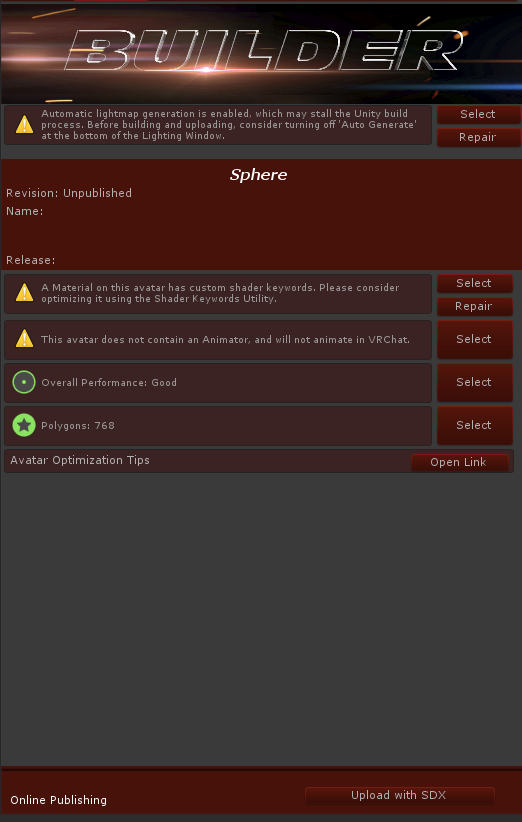 BUILDER
Automatic lightmap generation is enabled, which may stall the Unity build
process. Before building and uploading, consider turning off 'Auto Generate'
at the bottom of the Lighting Window.
Select
Repair
Sphere
Revision: Unpublished
Name:
Release:
A Material on this avatar has custom shader keywords. Please consider
optimizing it using the Shader Keywords Utility.
Select
Repair
This avatar does not contain an Animator, and will not animate in VRChat.
Select
Overall Performance: Good
Select
Polygons: 768
Select
Avatar Optimization Tips
Open Link
Online Publishing
Upload with SDX